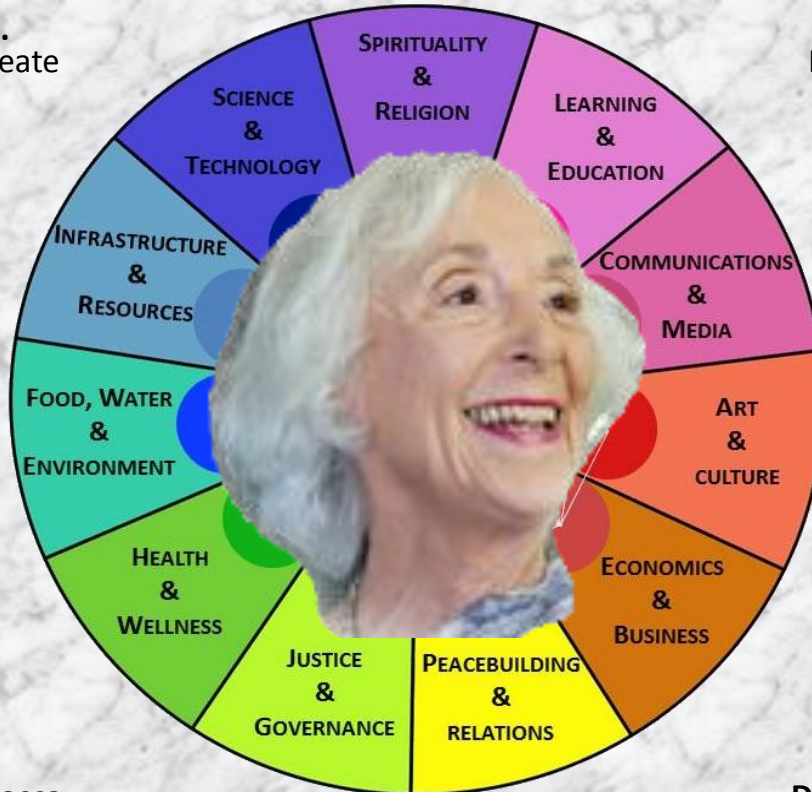 .
eate
SPIRITUALITY
&
RELIGION
LEARNING
&
EDUCATION
COMMUNICATIONS
&
MEDIA
ART
&
CULTURE
ECONOMICS
&
BUSINESS
PEACEBUILDING
&
RELATIONS
JUSTICE
&
GOVERNANCE
HEALTH
&
WELLNESS
FOOD, WATER
&
ENVIRONMENT
INFRASTRUCTURE
&
RESOURCES
SCIENCE
&
TECHNOLOGY